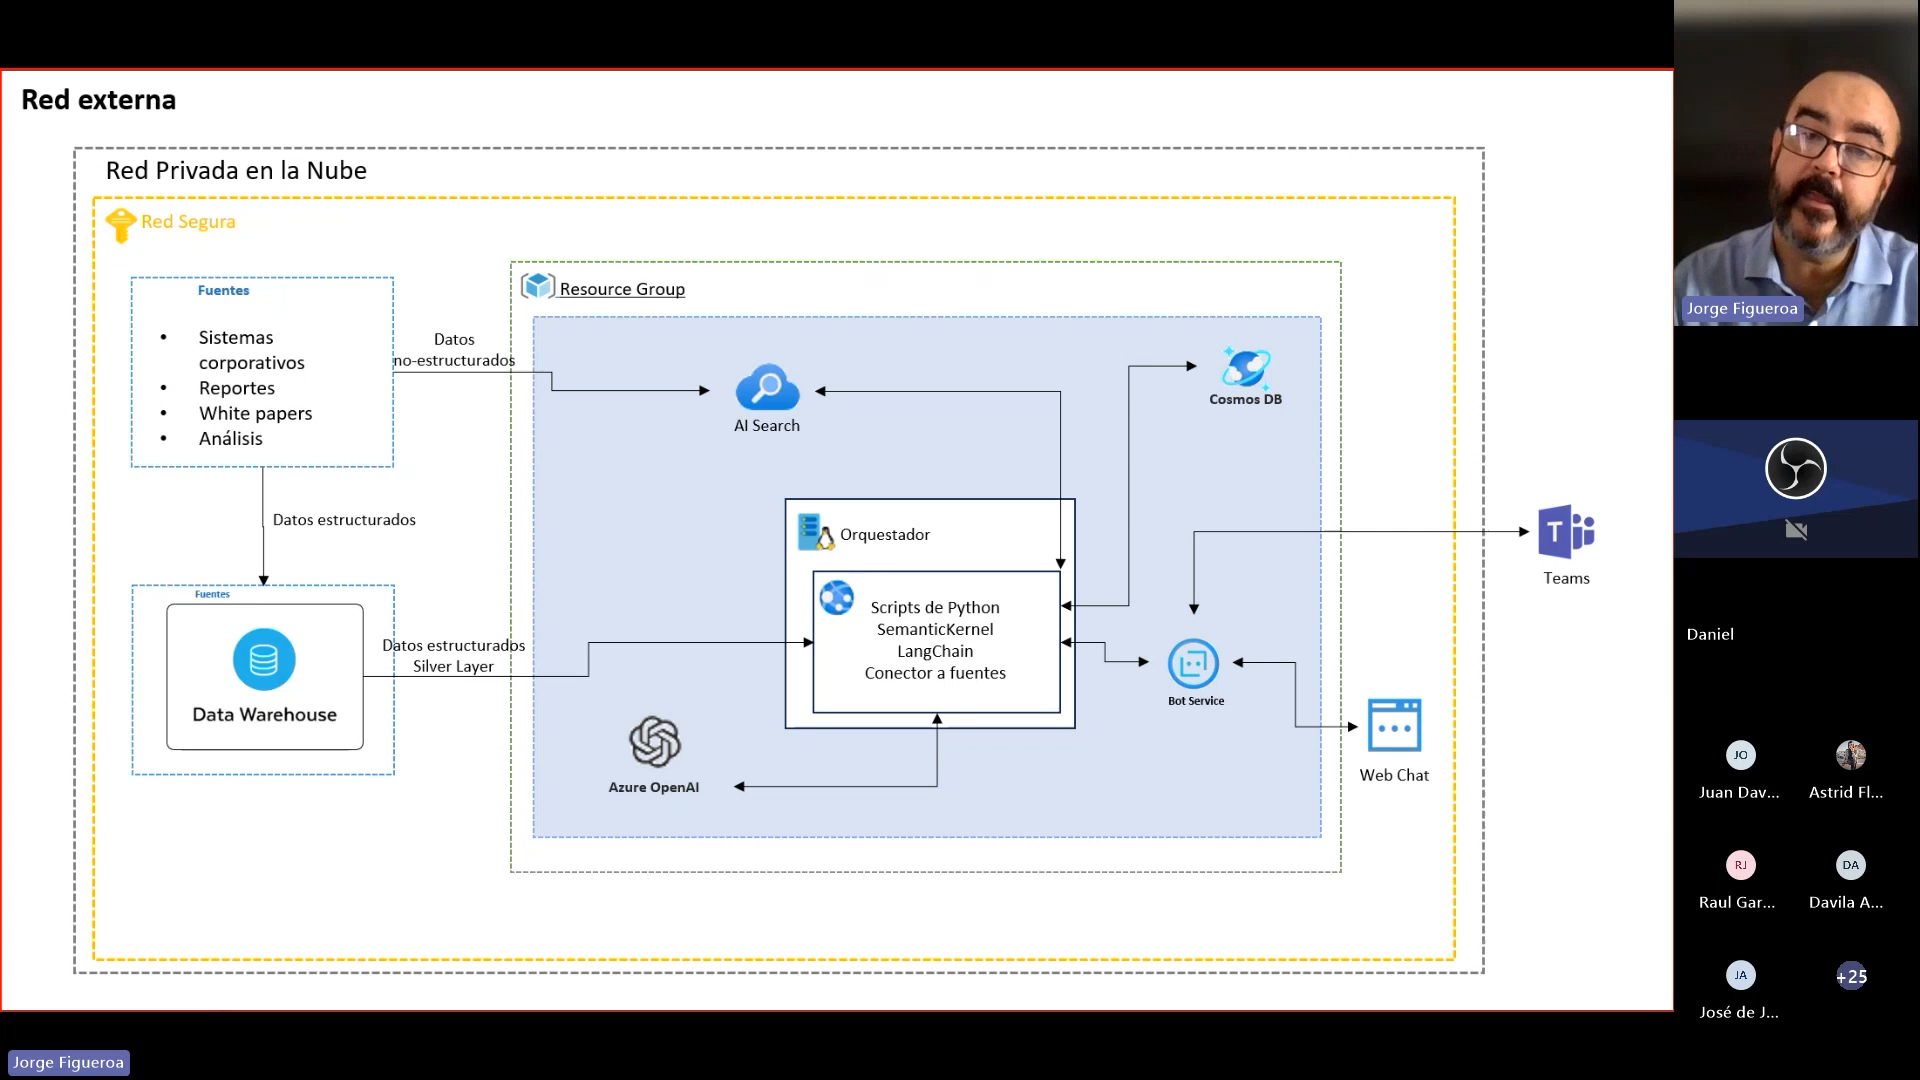 Red externa
Red Privada en la Nube
Red Segura
Fuentes
• Sistemas
corporativos
• Reportes
• White papers
• Análisis
Datos
no-estructurados
Datos estructurados
Fuentes
Data Warehouse
Datos estructurados
Silver Layer
Resource Group
AI Search
Cosmos DB
Orquestador
Scripts de Python
SemanticKernel
LangChain
Conector a fuentes
Azure OpenAI
Bot Service
Teams
Web Chat
Jorge Figueroa
Daniel
JO
Juan Dav...
Astrid Fl...
RJ
Raul Gar...
DA
Davila A...
JA
José de J...
+25
Jorge Figueroa